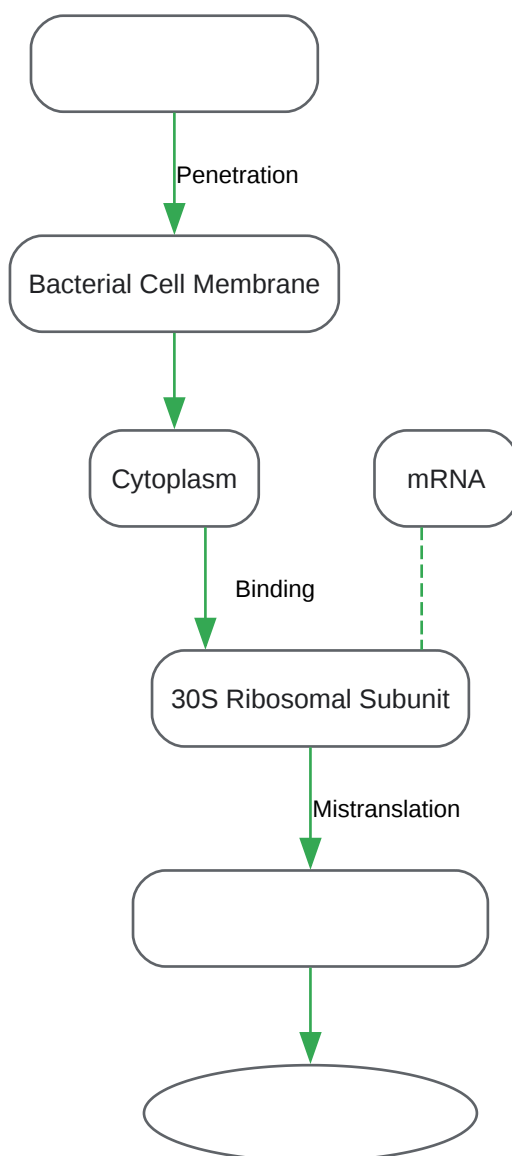 Penetration
Bacterial Cell Membrane
Cytoplasm
mRNA
Binding
30S Ribosomal Subunit
Mistranslation